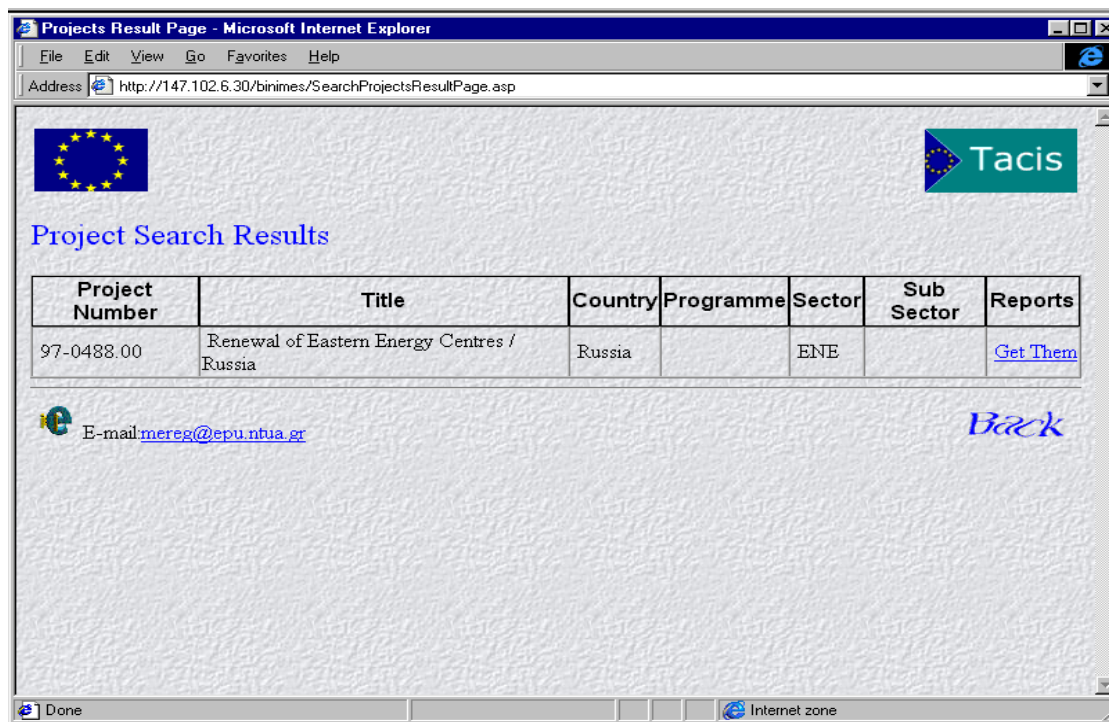 Projects Result Page - Microsoft Internet Explorer
File Edit View Go Favorites Help
Address http://147.102.6.30/binimes/SearchProjectsResultPage.asp
Tacis
Project Search Results
Project Number Title Country Programme Sector Sub Sector Reports
97-0488.00 Renewal of Eastern Energy Centres / Russia Russia ENE Get Them
E-mail:mereg@epu.ntua.gr Back
Done Internet zone